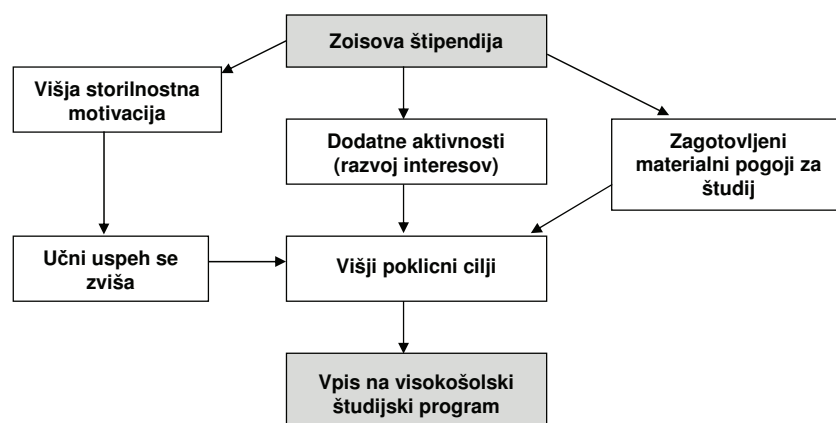 Zoisova štipendija
Višja storilnostna
motivacija
Dodatne aktivnosti
(razvoj interesov)
Zagotovljeni
materialni pogoji za
študij
Učni uspeh se
zviša
Višji poklicni cilji
Vpis na visokošolski
študijski program